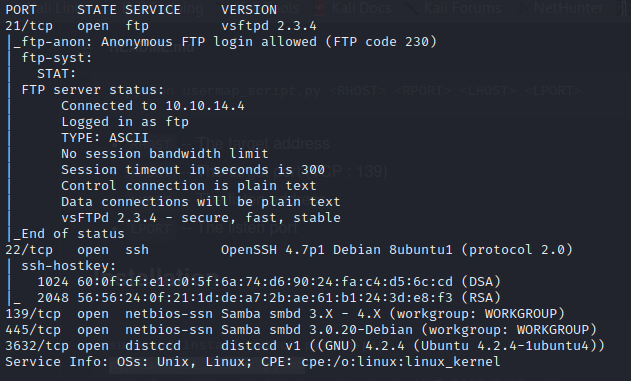 PORT     STATE SERVICE     VERSION
21/tcp   open  ftp         vsftpd 2.3.4
|_ftp-anon: Anonymous FTP login allowed (FTP code 230)
| ftp-syst:
|   STAT:
| FTP server status:
|      Connected to 10.10.14.4
|      Logged in as ftp
|      TYPE: ASCII
|      No session bandwidth limit
|      Session timeout in seconds is 300
|      Control connection is plain text
|      Data connections will be plain text
|      vsFTPd 2.3.4 - secure, fast, stable
|_End of status
22/tcp   open  ssh         OpenSSH 4.7p1 Debian 8ubuntu1 (protocol 2.0)
| ssh-hostkey:
|   1024 60:0f:cf:e1:c0:5f:6a:74:d6:90:24:fa:c4:d5:6c:cd (DSA)
|_  2048 56:56:24:0f:21:1d:de:a7:2b:ae:61:b1:24:3d:e8:f3 (RSA)
139/tcp  open  netbios-ssn Samba smbd 3.X - 4.X (workgroup: WORKGROUP)
445/tcp  open  netbios-ssn Samba smbd 3.0.20-Debian (workgroup: WORKGROUP)
3632/tcp open  distccd     distccd v1 ((GNU) 4.2.4 (Ubuntu 4.2.4-1ubuntu4))
Service Info: OSs: Unix, Linux; CPE: cpe:/o:linux:linux_kernel